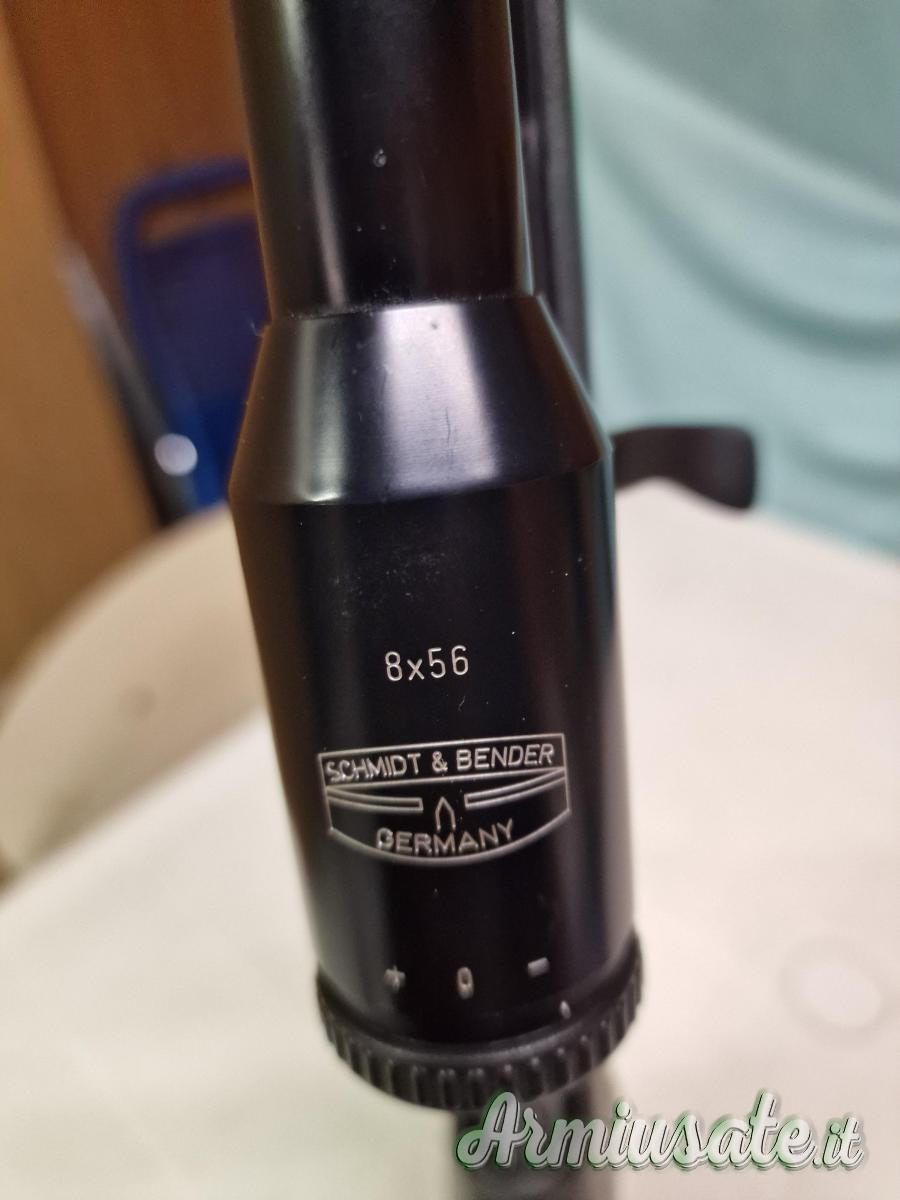 8x56
SCHMIDT & BENDER
GERMANY
+ 0 -
Armiusate.it